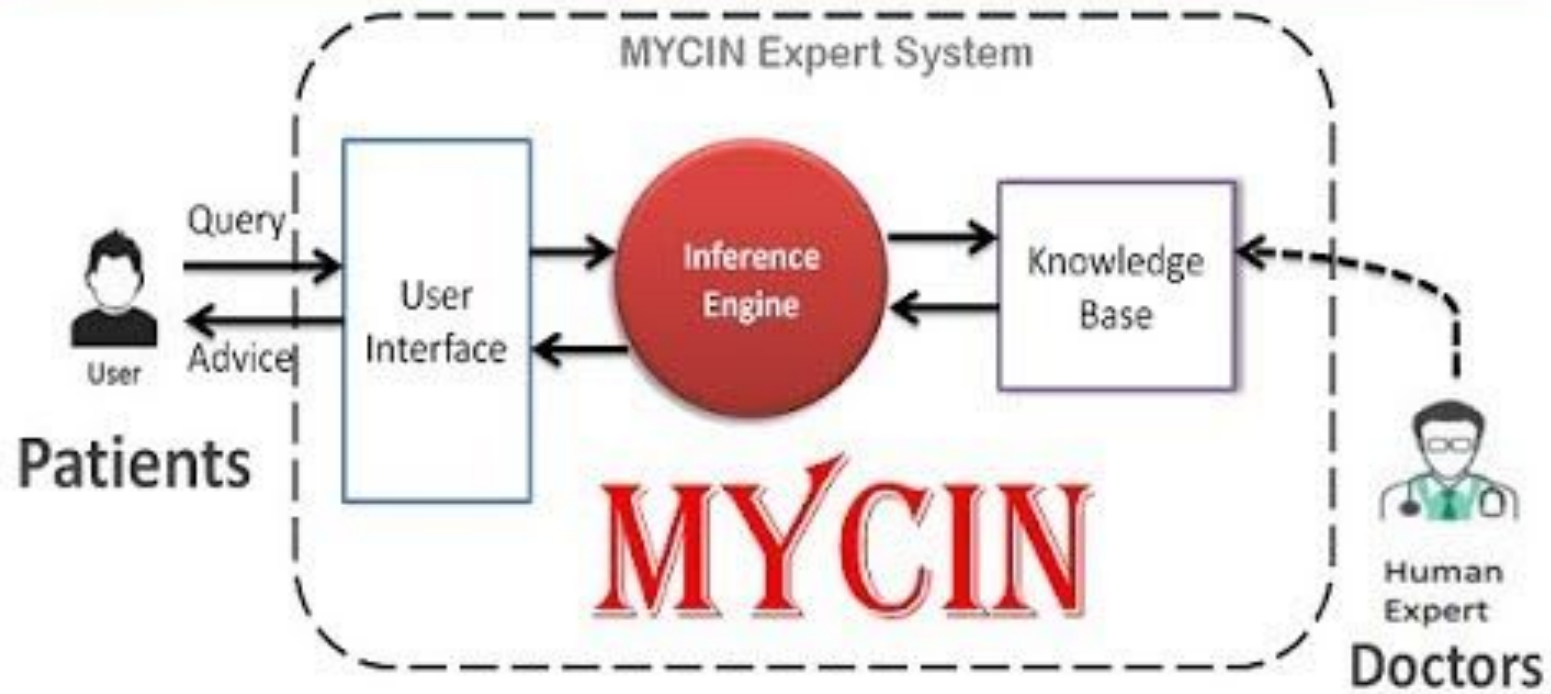 MYCIN Expert System
Query
Advice
User
Patients
User
Interface
Inference
Engine
Knowledge
Base
MYCIN
Human
Expert
Doctors